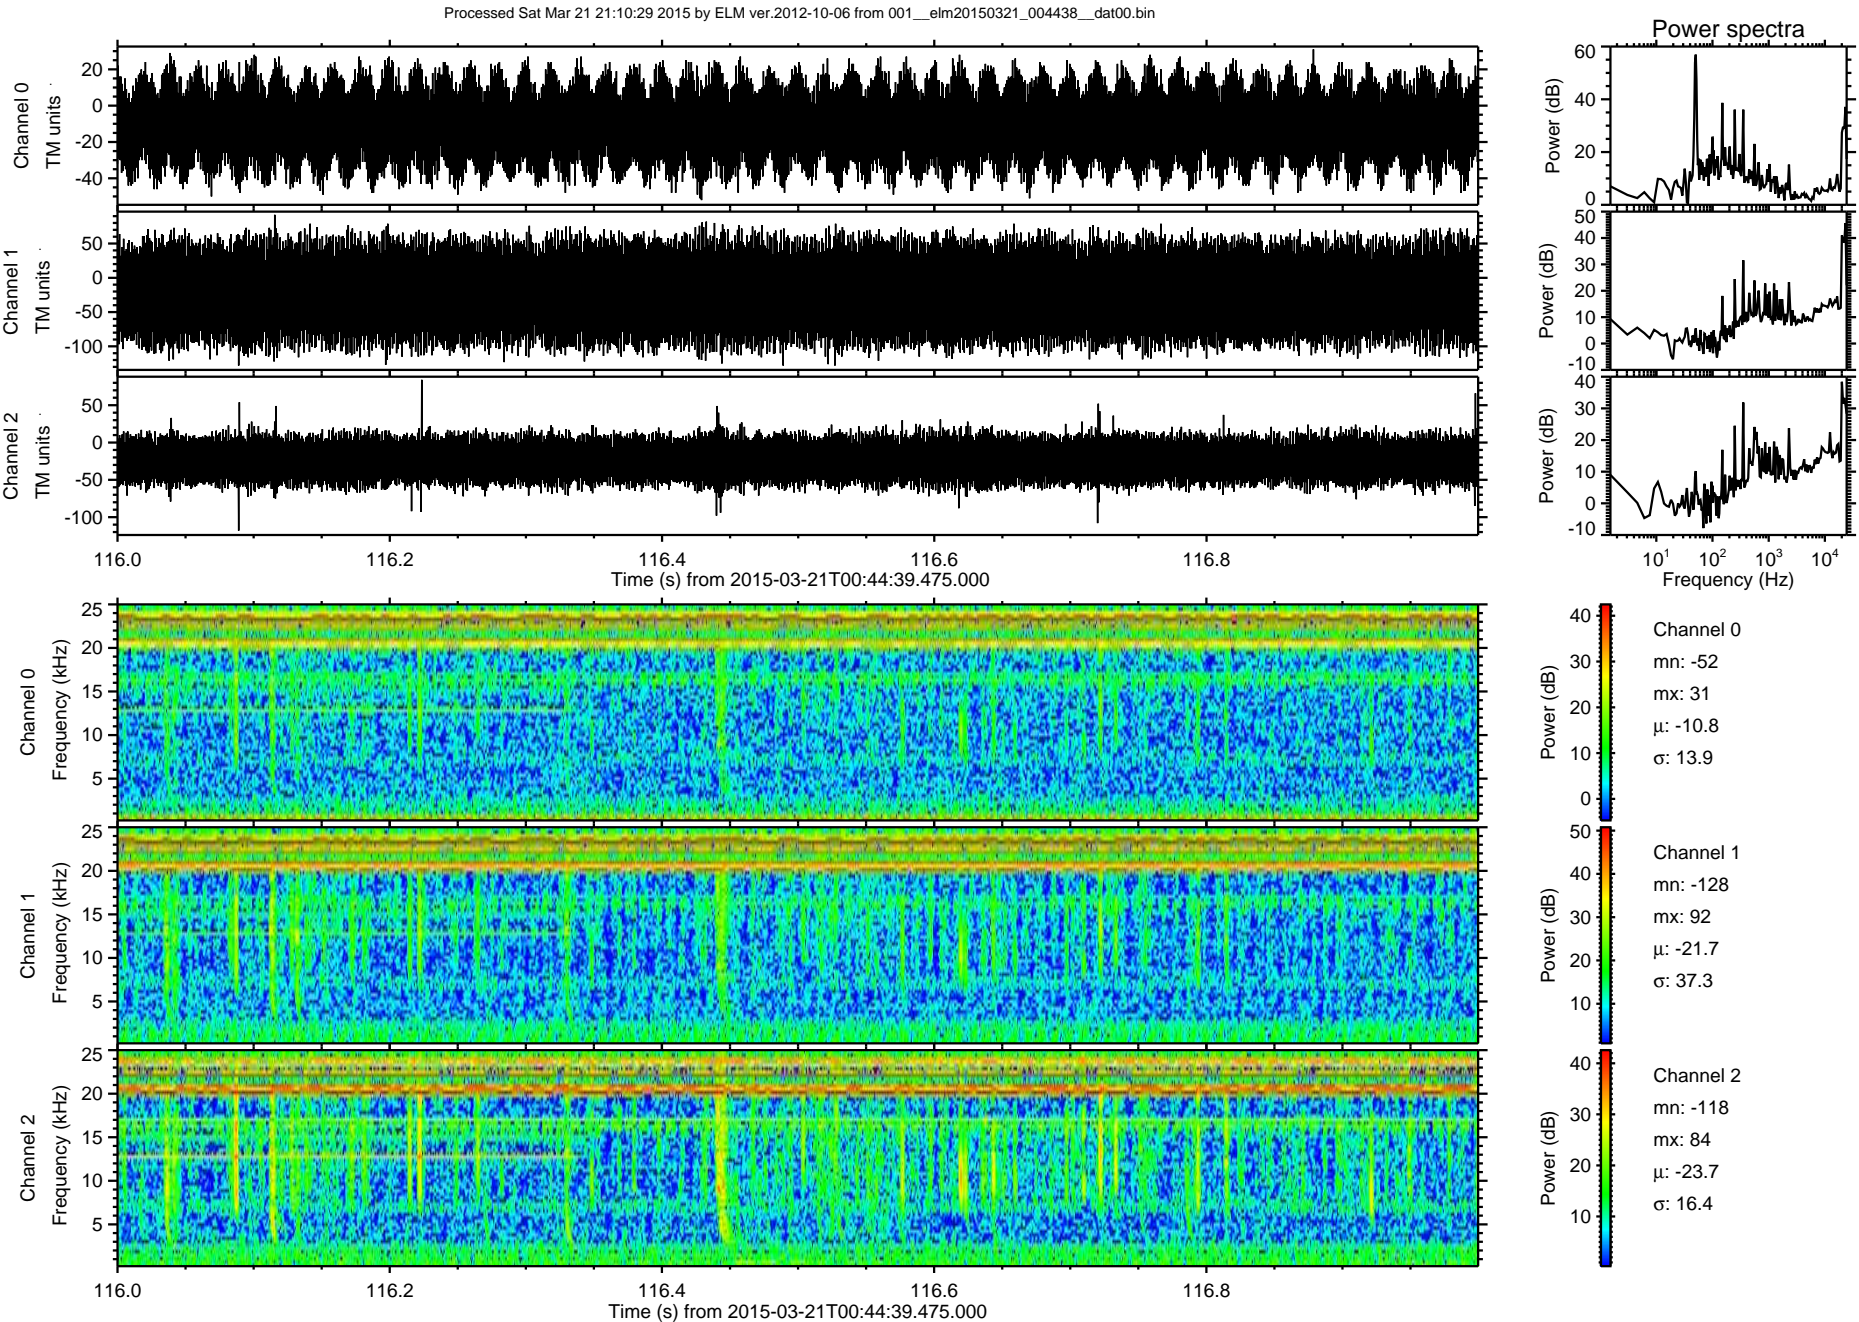 Processed Sat Mar 21 21:10:29 2015 by ELM ver.2012-10-06 from 001__elm20150321_004438__dat00.bin
Power spectra
Channel 0
TM units
20
0
-20
-40
Power (dB)
60
40
20
0
Channel 1
TM units
50
0
-50
-100
Power (dB)
50
40
30
20
10
0
-10
Channel 2
TM units
50
0
-50
-100
Power (dB)
40
30
20
10
0
-10
116.0 116.2 116.4 116.6 116.8
Time (s) from 2015-03-21T00:44:39.475.000
10¹ 10² 10³ 10⁴
Frequency (Hz)
Channel 0
Frequency (kHz)
25
20
15
10
5
Power (dB)
40
30
20
10
0
Channel 0
mn: -52
mx: 31
μ: -10.8
σ: 13.9
Channel 1
Frequency (kHz)
25
20
15
10
5
Power (dB)
50
40
30
20
10
Channel 1
mn: -128
mx: 92
μ: -21.7
σ: 37.3
Channel 2
Frequency (kHz)
25
20
15
10
5
Power (dB)
40
30
20
10
Channel 2
mn: -118
mx: 84
μ: -23.7
σ: 16.4
116.0 116.2 116.4 116.6 116.8
Time (s) from 2015-03-21T00:44:39.475.000